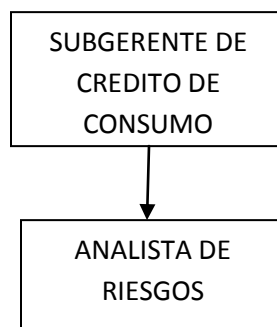 SUBGERENTE DE
CREDITO DE
CONSUMO
ANALISTA DE
RIESGOS